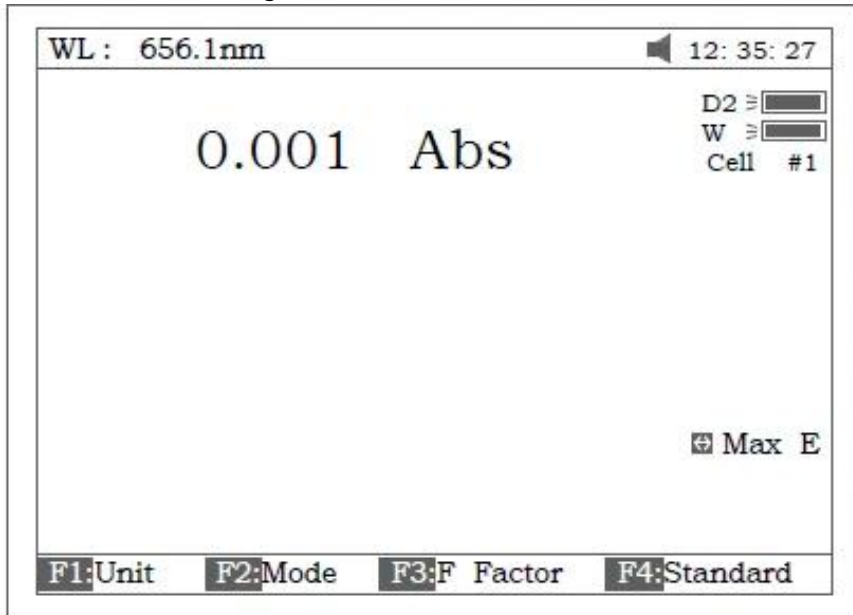 WL : 656.1nm 12: 35: 27
D2
0.001 Abs W
Cell #1
Max E
F1:Unit F2:Mode F3:F Factor F4:Standard